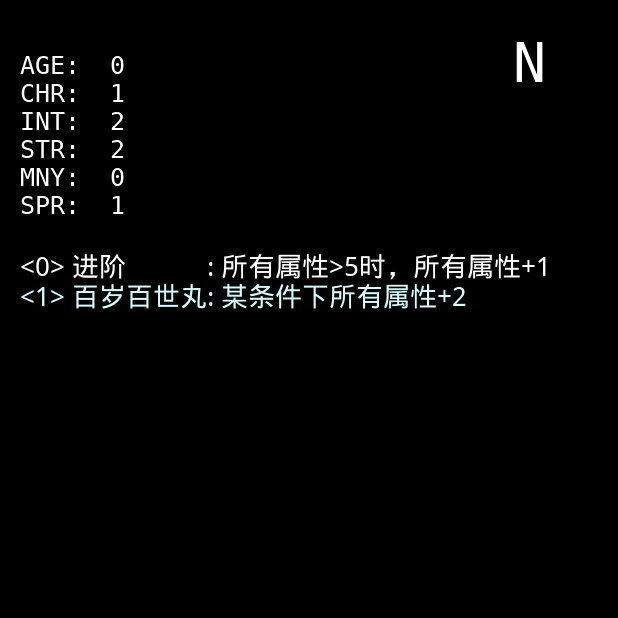 N
AGE: 0
CHR: 1
INT: 2
STR: 2
MNY: 0
SPR: 1
<0> 进阶 : 所有属性>5时，所有属性+1
<1> 百岁百世丸: 某条件下所有属性+2